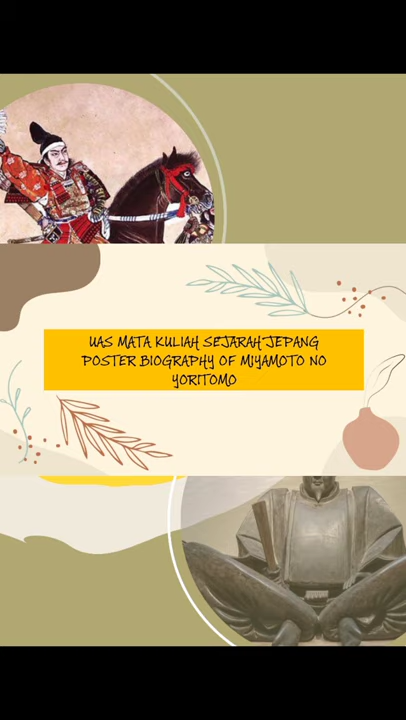 UAS MATA KULIAH SEJARAH JEPANG
POSTER BIOGRAPHY OF MIYAMOTO NO
YORITOMO